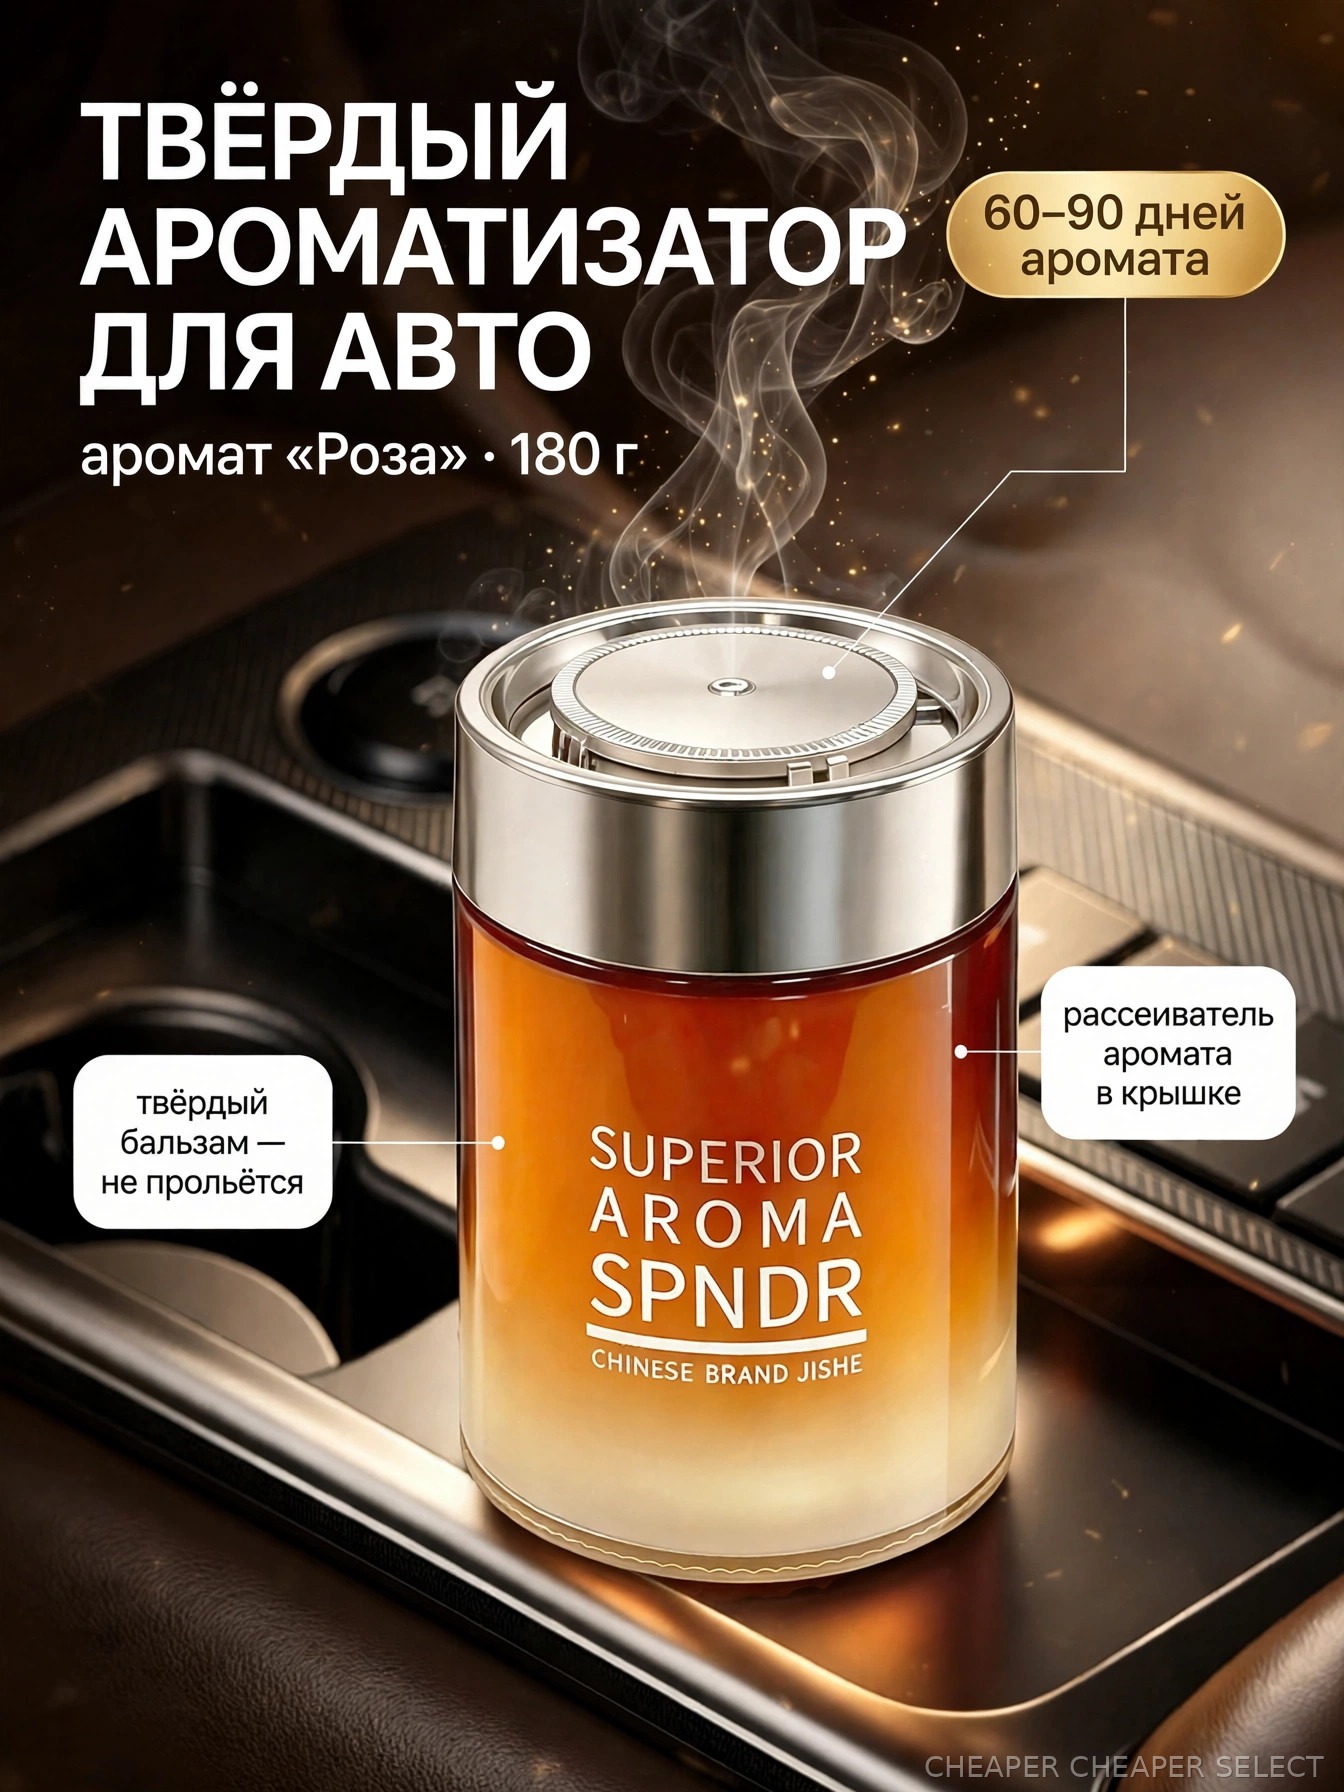 ТВЁРДЫЙ
АРОМАТИЗАТОР
ДЛЯ АВТО
аромат «Роза» · 180 г
60–90 дней
аромата
рассеиватель
аромата
в крышке
твёрдый
бальзам —
не прольётся
SUPERIOR
AROMA
SPNDR
CHINESE BRAND JISHE
CHEAPER CHEAPER SELECT